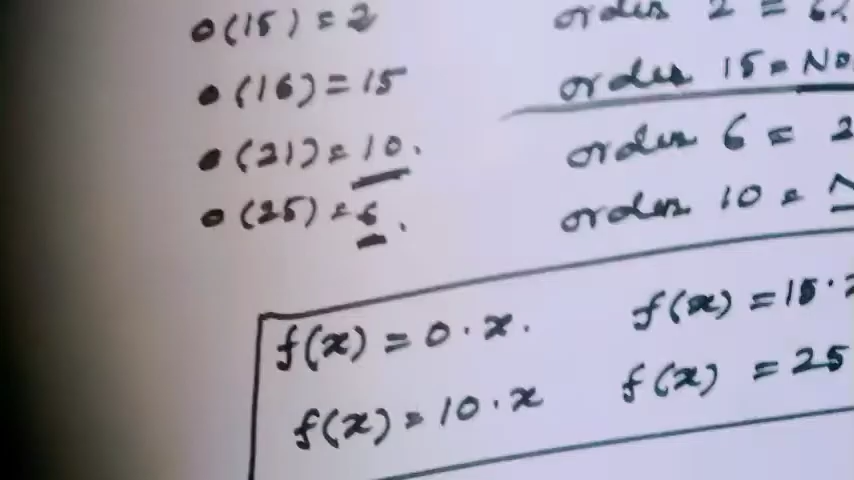 o(15) = 2 order 2 =
o(16) = 15 order 15 = No
o(21) = 10. order 6 = 2
o(25) = 6. order 10 =
f(x) = 0·x. f(x) = 15·x
f(x) = 10·x f(x) = 25